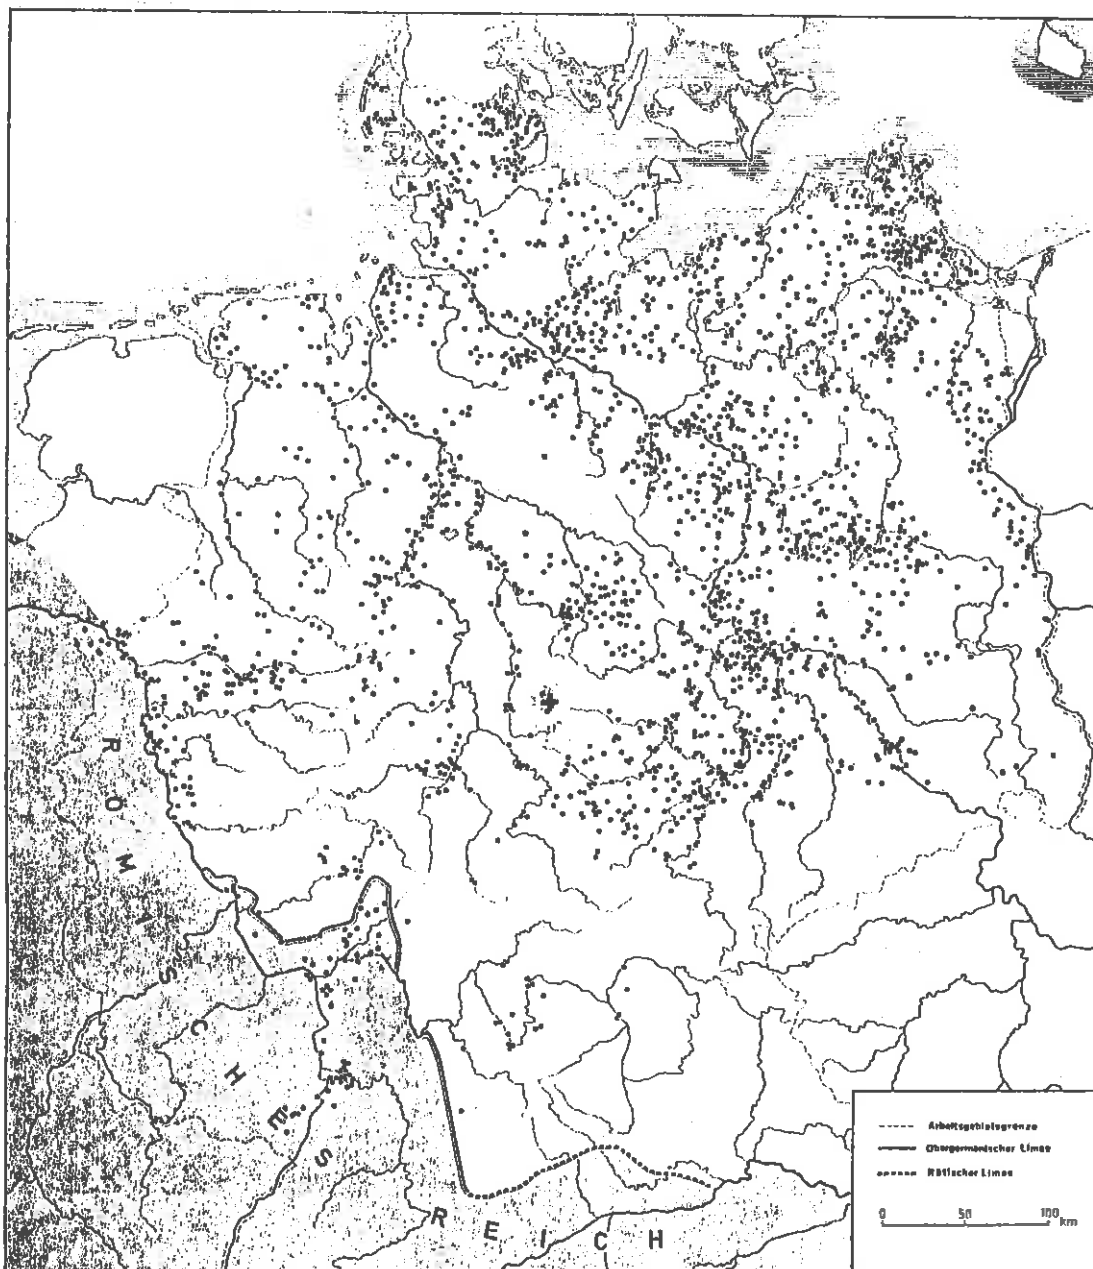 RÖMISCHES
REICH
Arbeitsgebietsgrenze
Obergermanischer Limes
Rätischer Limes
0 50 100 km